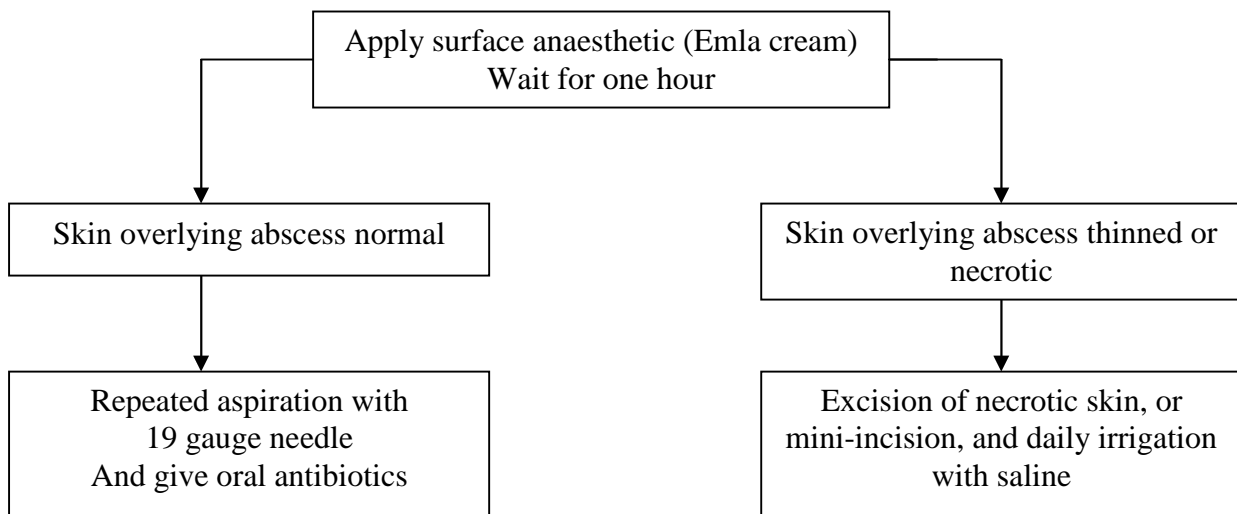 Apply surface anaesthetic (Emla cream)
Wait for one hour
Skin overlying abscess normal
Skin overlying abscess thinned or
necrotic
Repeated aspiration with
19 gauge needle
And give oral antibiotics
Excision of necrotic skin, or
mini-incision, and daily irrigation
with saline